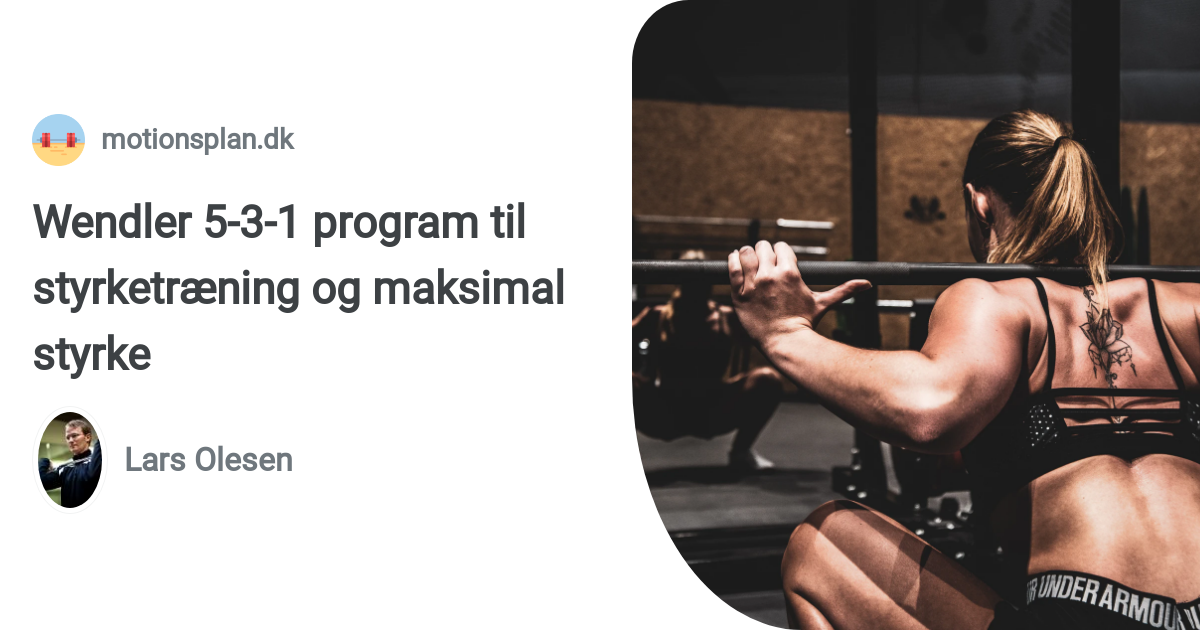 motionsplan.dk
Wendler 5-3-1 program til
styrketræning og maksimal
styrke
Lars Olesen
UNDER ARMOU